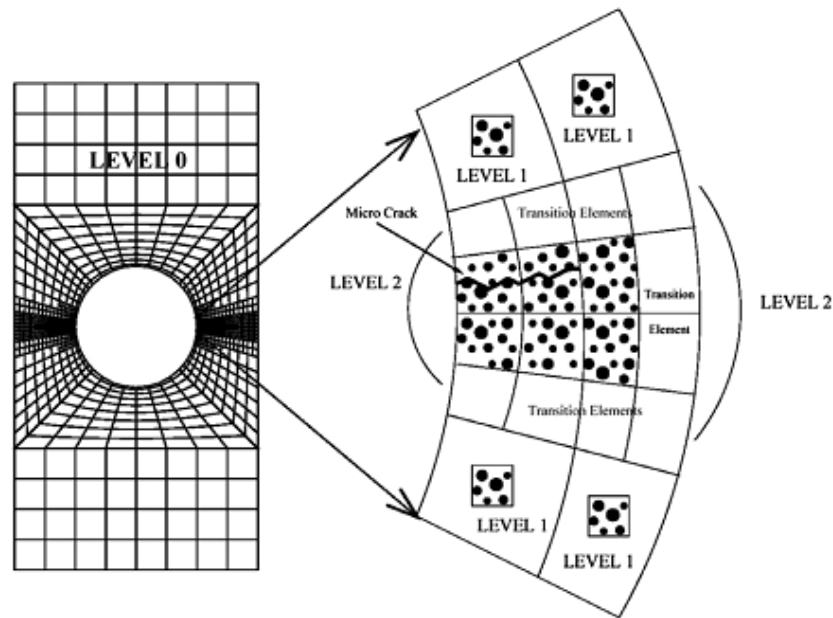 LEVEL 0
LEVEL 1
LEVEL 1
Micro Crack
Transition Elements
LEVEL 2
Transition
LEVEL 2
Element
Transition Elements
LEVEL 1
LEVEL 1